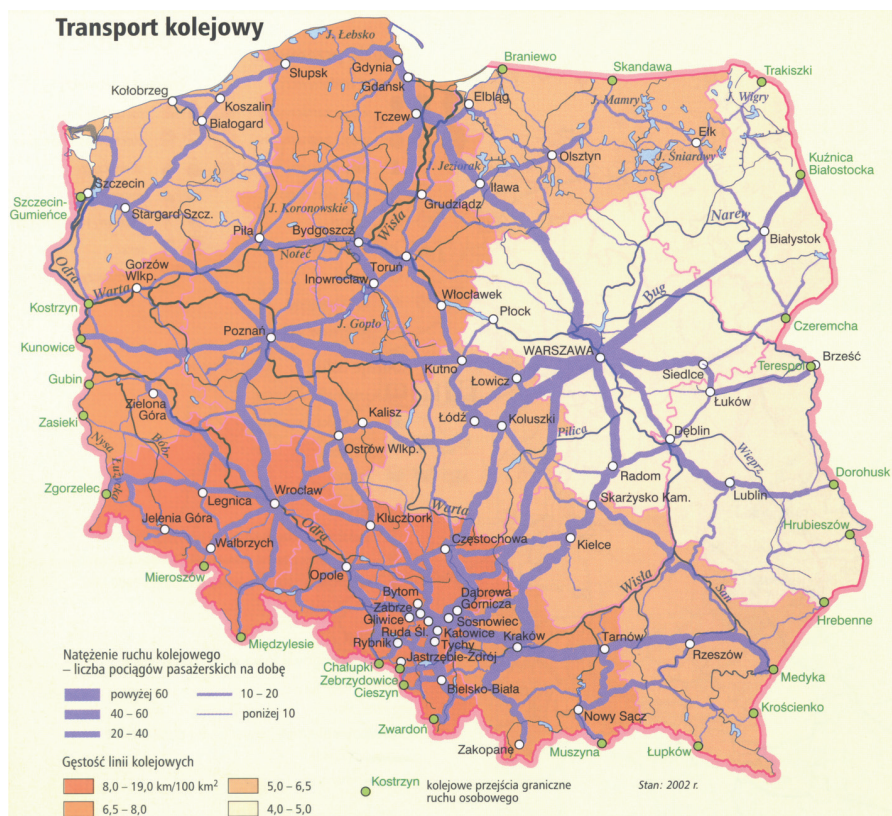 Transport kolejowy
J. Łebsko
Gdynia
Gdańsk
Słupsk
Braniewo
Skandawa
Trakiszki
Kołobrzeg
Koszalin
Białogard
Elbląg
J. Mamry
J. Wigry
Tczew
Ełk
J. Jeziorak
Olsztyn
J. Śniardwy
Kuźnica
Białostocka
Szczecin
Iława
Szczecin-
Gumieńce
Stargard Szcz.
J. Koronowskie
Grudziądz
Narew
Piła
Bydgoszcz
Wisła
Białystok
Odra
Gorzów
Wlkp.
Noteć
Toruń
Warta
Inowrocław
Bug
Kostrzyn
Włocławek
Płock
Czeremcha
Poznań
J. Gopło
Kunowice
WARSZAWA
Brześć
Kutno
Siedlce
Terespol
Gubin
Łowicz
Łuków
Zielona
Góra
Kalisz
Łódź
Koluszki
Zasieki
Pilica
Dęblin
Nysa
Łużycka
Bóbr
Ostrów Wlkp.
Wieprz
Radom
Lublin
Dorohusk
Zgorzelec
Legnica
Wrocław
Warta
Skarżysko Kam.
Jelenia Góra
Odra
Kluczbork
Hrubieszów
Wałbrzych
Częstochowa
Kielce
Mieroszów
Opole
Wisła
San
Bytom
Dąbrowa
Górnicza
Zabrze
Gliwice
Sosnowiec
Hrebenne
Ruda Śl.
Katowice
Międzylesie
Rybnik
Tychy
Kraków
Tarnów
Rzeszów
Jastrzębie-Zdrój
Chałupki
Zebrzydowice
Cieszyn
Medyka
Bielsko-Biała
Zwardoń
Nowy Sącz
Krościenko
Zakopane
Muszyna
Łupków
Natężenie ruchu kolejowego
– liczba pociągów pasażerskich na dobę
powyżej 60
10 – 20
40 – 60
poniżej 10
20 – 40
Gęstość linii kolejowych
8,0 – 19,0 km/100 km²
5,0 – 6,5
6,5 – 8,0
4,0 – 5,0
Kostrzyn
kolejowe przejścia graniczne
ruchu osobowego
Stan: 2002 r.